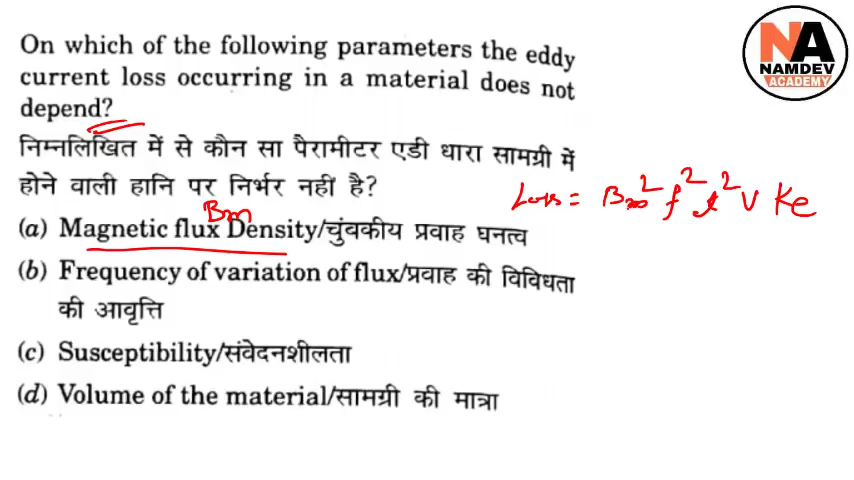 On which of the following parameters the eddy
current loss occurring in a material does not
depend?
निम्नलिखित में से कौन सा पैरामीटर एडी धारा सामग्री में
होने वाली हानि पर निर्भर नहीं है?
Loss = Bm² f² t² V Ke
Bm
(a) Magnetic flux Density/चुंवकीय प्रवाह घनत्व
(b) Frequency of variation of flux/प्रवाह की विविधता
की आवृत्ति
(c) Susceptibility/संवेदनशीलता
(d) Volume of the material/सामग्री की मात्रा
NA
NAMDEV
ACADEMY